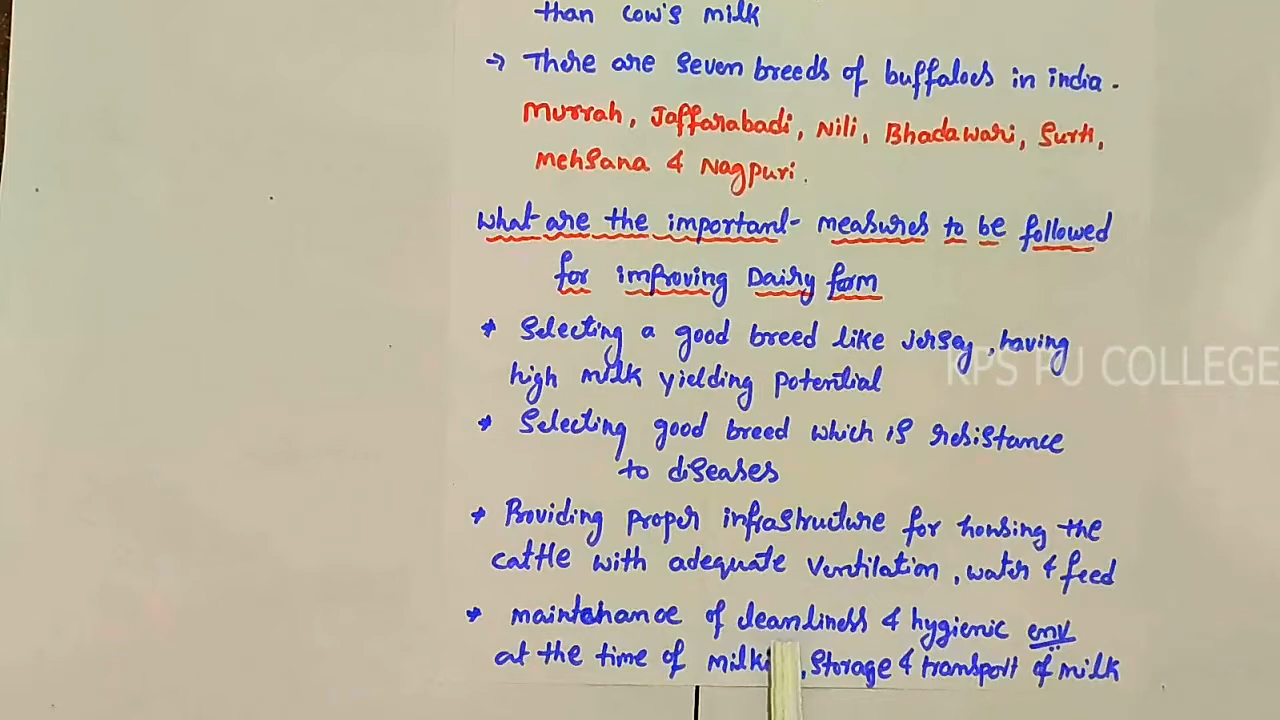 than cow's milk
→ There are seven breeds of buffaloes in india.
Murrah, Jaffarabadi, Nili, Bhadawari, Surti,
Mehsana & Nagpuri.
What are the important measures to be followed
for improving Dairy farm
* Selecting a good breed like Jersey, having
high milk yielding potential
KPS PU COLLEGE
* Selecting good breed which is resistance
to diseases
* Providing proper infrastructure for housing the
cattle with adequate ventilation, water & feed
* maintenance of cleanliness & hygienic env
at the time of , storage & transport of milk